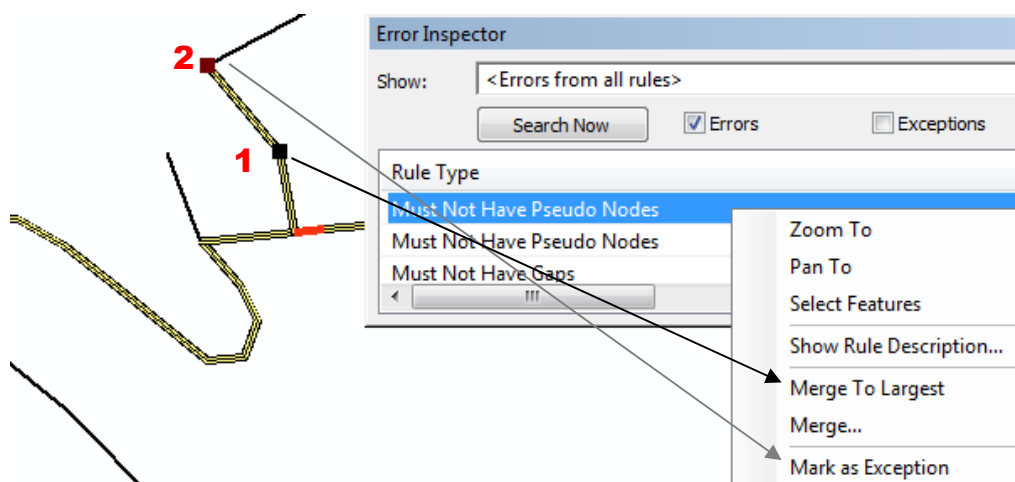 2
1
Error Inspector
Show: <Errors from all rules>
Search Now Errors Exceptions
Rule Type
Must Not Have Pseudo Nodes
Must Not Have Pseudo Nodes
Must Not Have Gaps
Zoom To
Pan To
Select Features
Show Rule Description...
Merge To Largest
Merge...
Mark as Exception